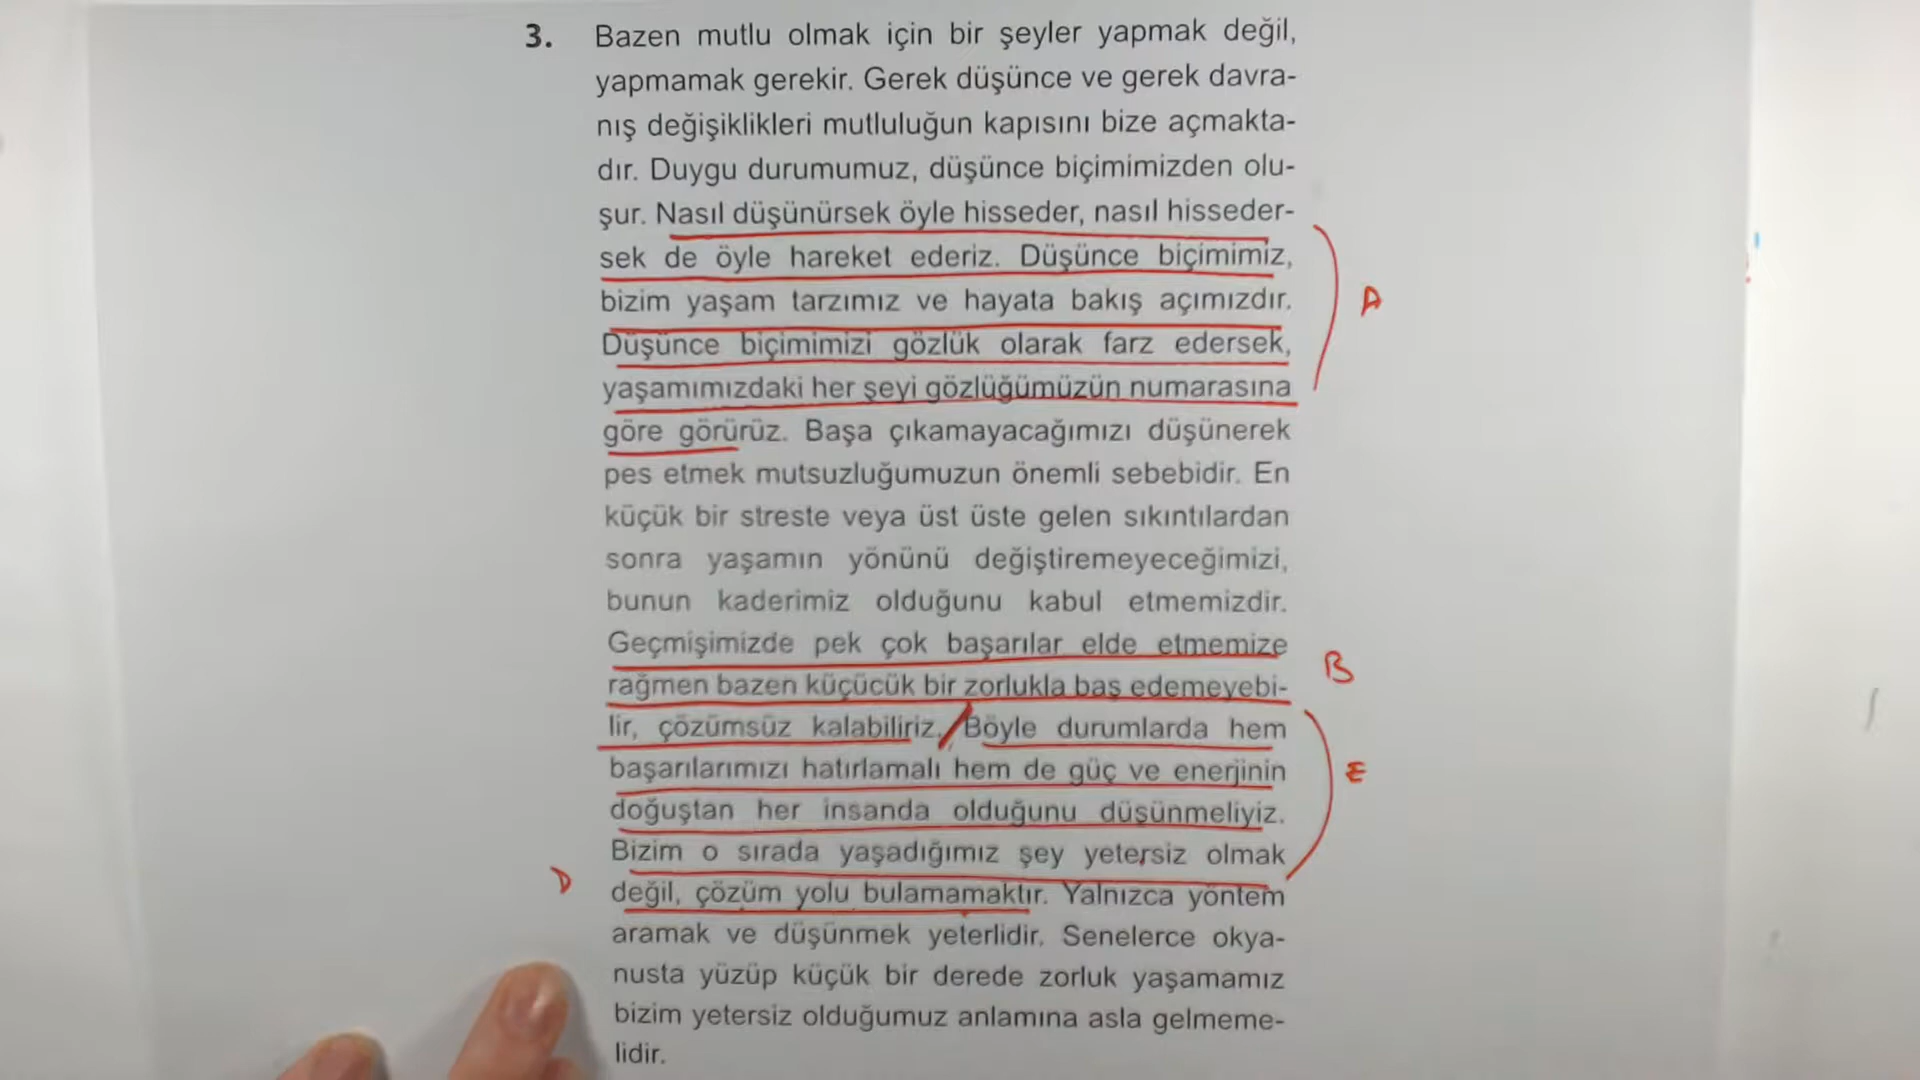 3. Bazen mutlu olmak için bir şeyler yapmak değil,
yapmamak gerekir. Gerek düşünce ve gerek davra-
nış değişiklikleri mutluluğun kapısını bize açmakta-
dır. Duygu durumumuz, düşünce biçimimizden olu-
şur. Nasıl düşünürsek öyle hisseder, nasıl hisseder-
sek de öyle hareket ederiz. Düşünce biçimimiz,
bizim yaşam tarzımız ve hayata bakış açımızdır.
A
Düşünce biçimimizi gözlük olarak farz edersek,
yaşamımızdaki her şeyi gözlüğümüzün numarasına
göre görürüz. Başa çıkamayacağımızı düşünerek
pes etmek mutsuzluğumuzun önemli sebebidir. En
küçük bir streste veya üst üste gelen sıkıntılardan
sonra yaşamın yönünü değiştiremeyeceğimizi,
bunun kaderimiz olduğunu kabul etmemizdir.
Geçmişimizde pek çok başarılar elde etmemize
B
rağmen bazen küçücük bir zorlukla baş edemeyebi-
lir, çözümsüz kalabiliriz. Böyle durumlarda hem
başarılarımızı hatırlamalı hem de güç ve enerjinin
E
doğuştan her insanda olduğunu düşünmeliyiz.
Bizim o sırada yaşadığımız şey yetersiz olmak
D
değil, çözüm yolu bulamamaktır. Yalnızca yöntem
aramak ve düşünmek yeterlidir. Senelerce okya-
nusta yüzüp küçük bir derede zorluk yaşamamız
bizim yetersiz olduğumuz anlamına asla gelmeme-
lidir.